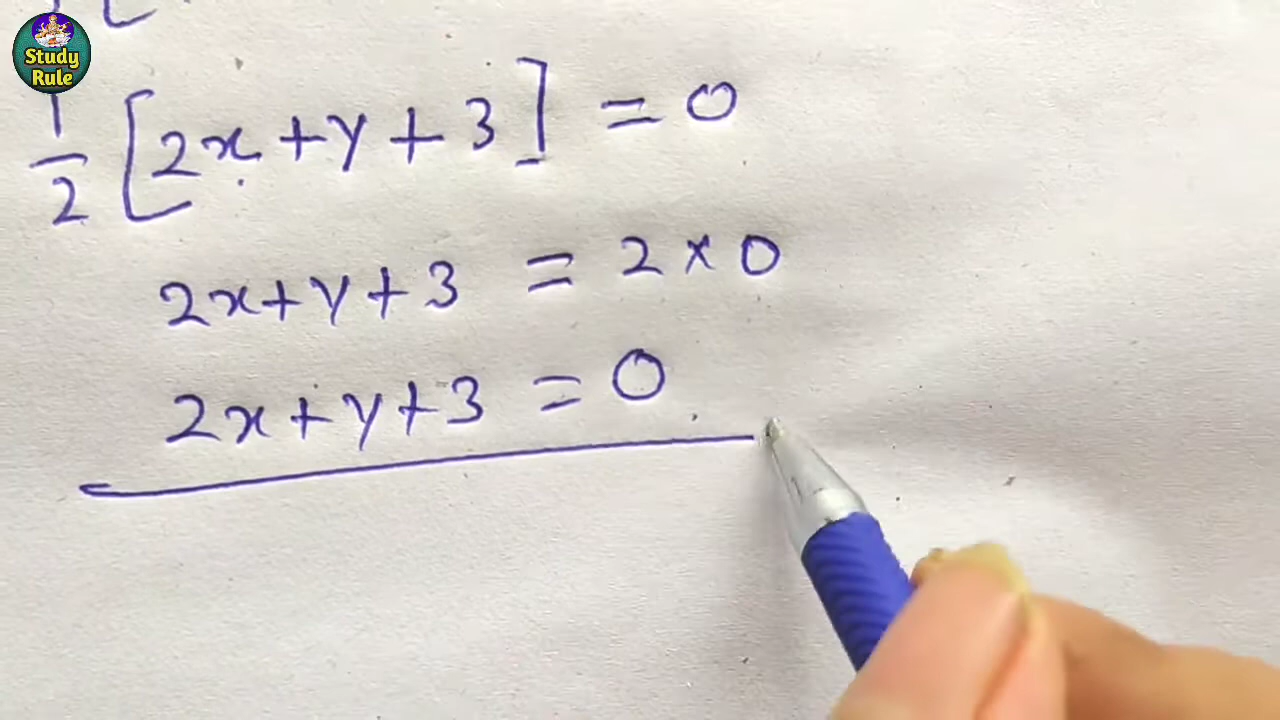 Study
Rule
1/2 [2x+y+3] = 0
2x+y+3 = 2×0
2x+y+3 = 0